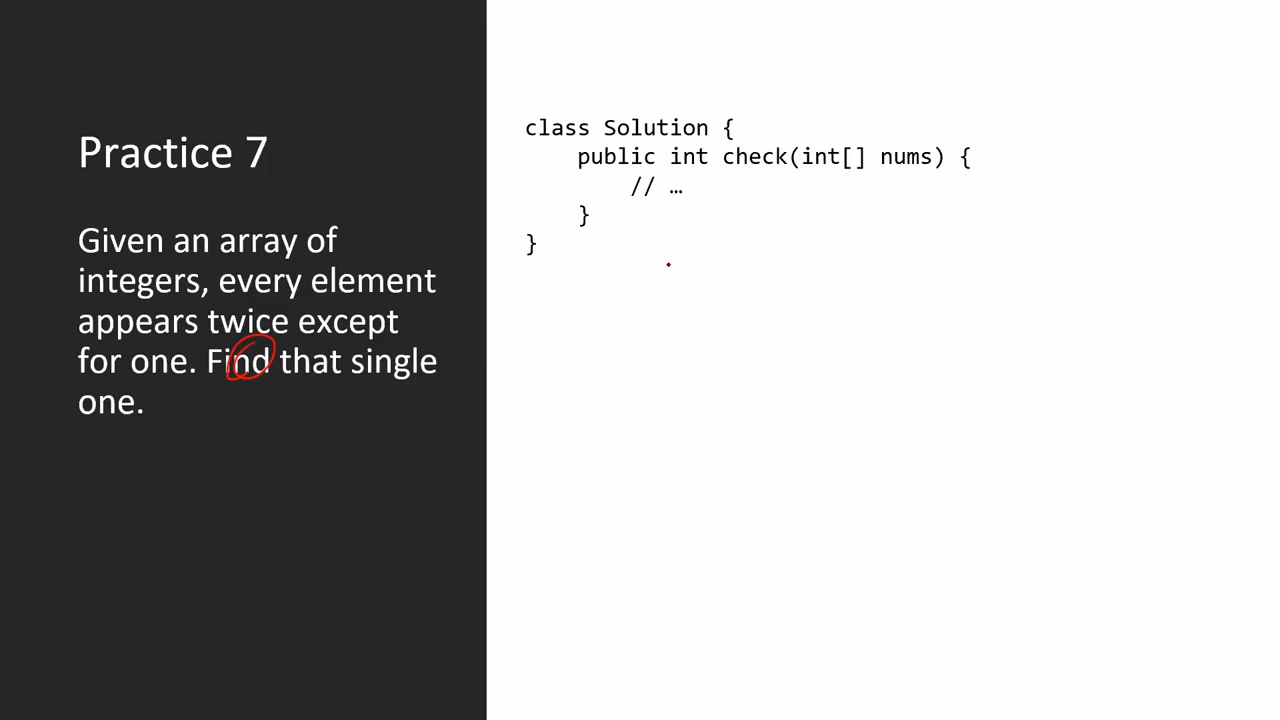 Practice 7
Given an array of
integers, every element
appears twice except
for one. Find that single
one.
class Solution {
    public int check(int[] nums) {
        // …
    }
}